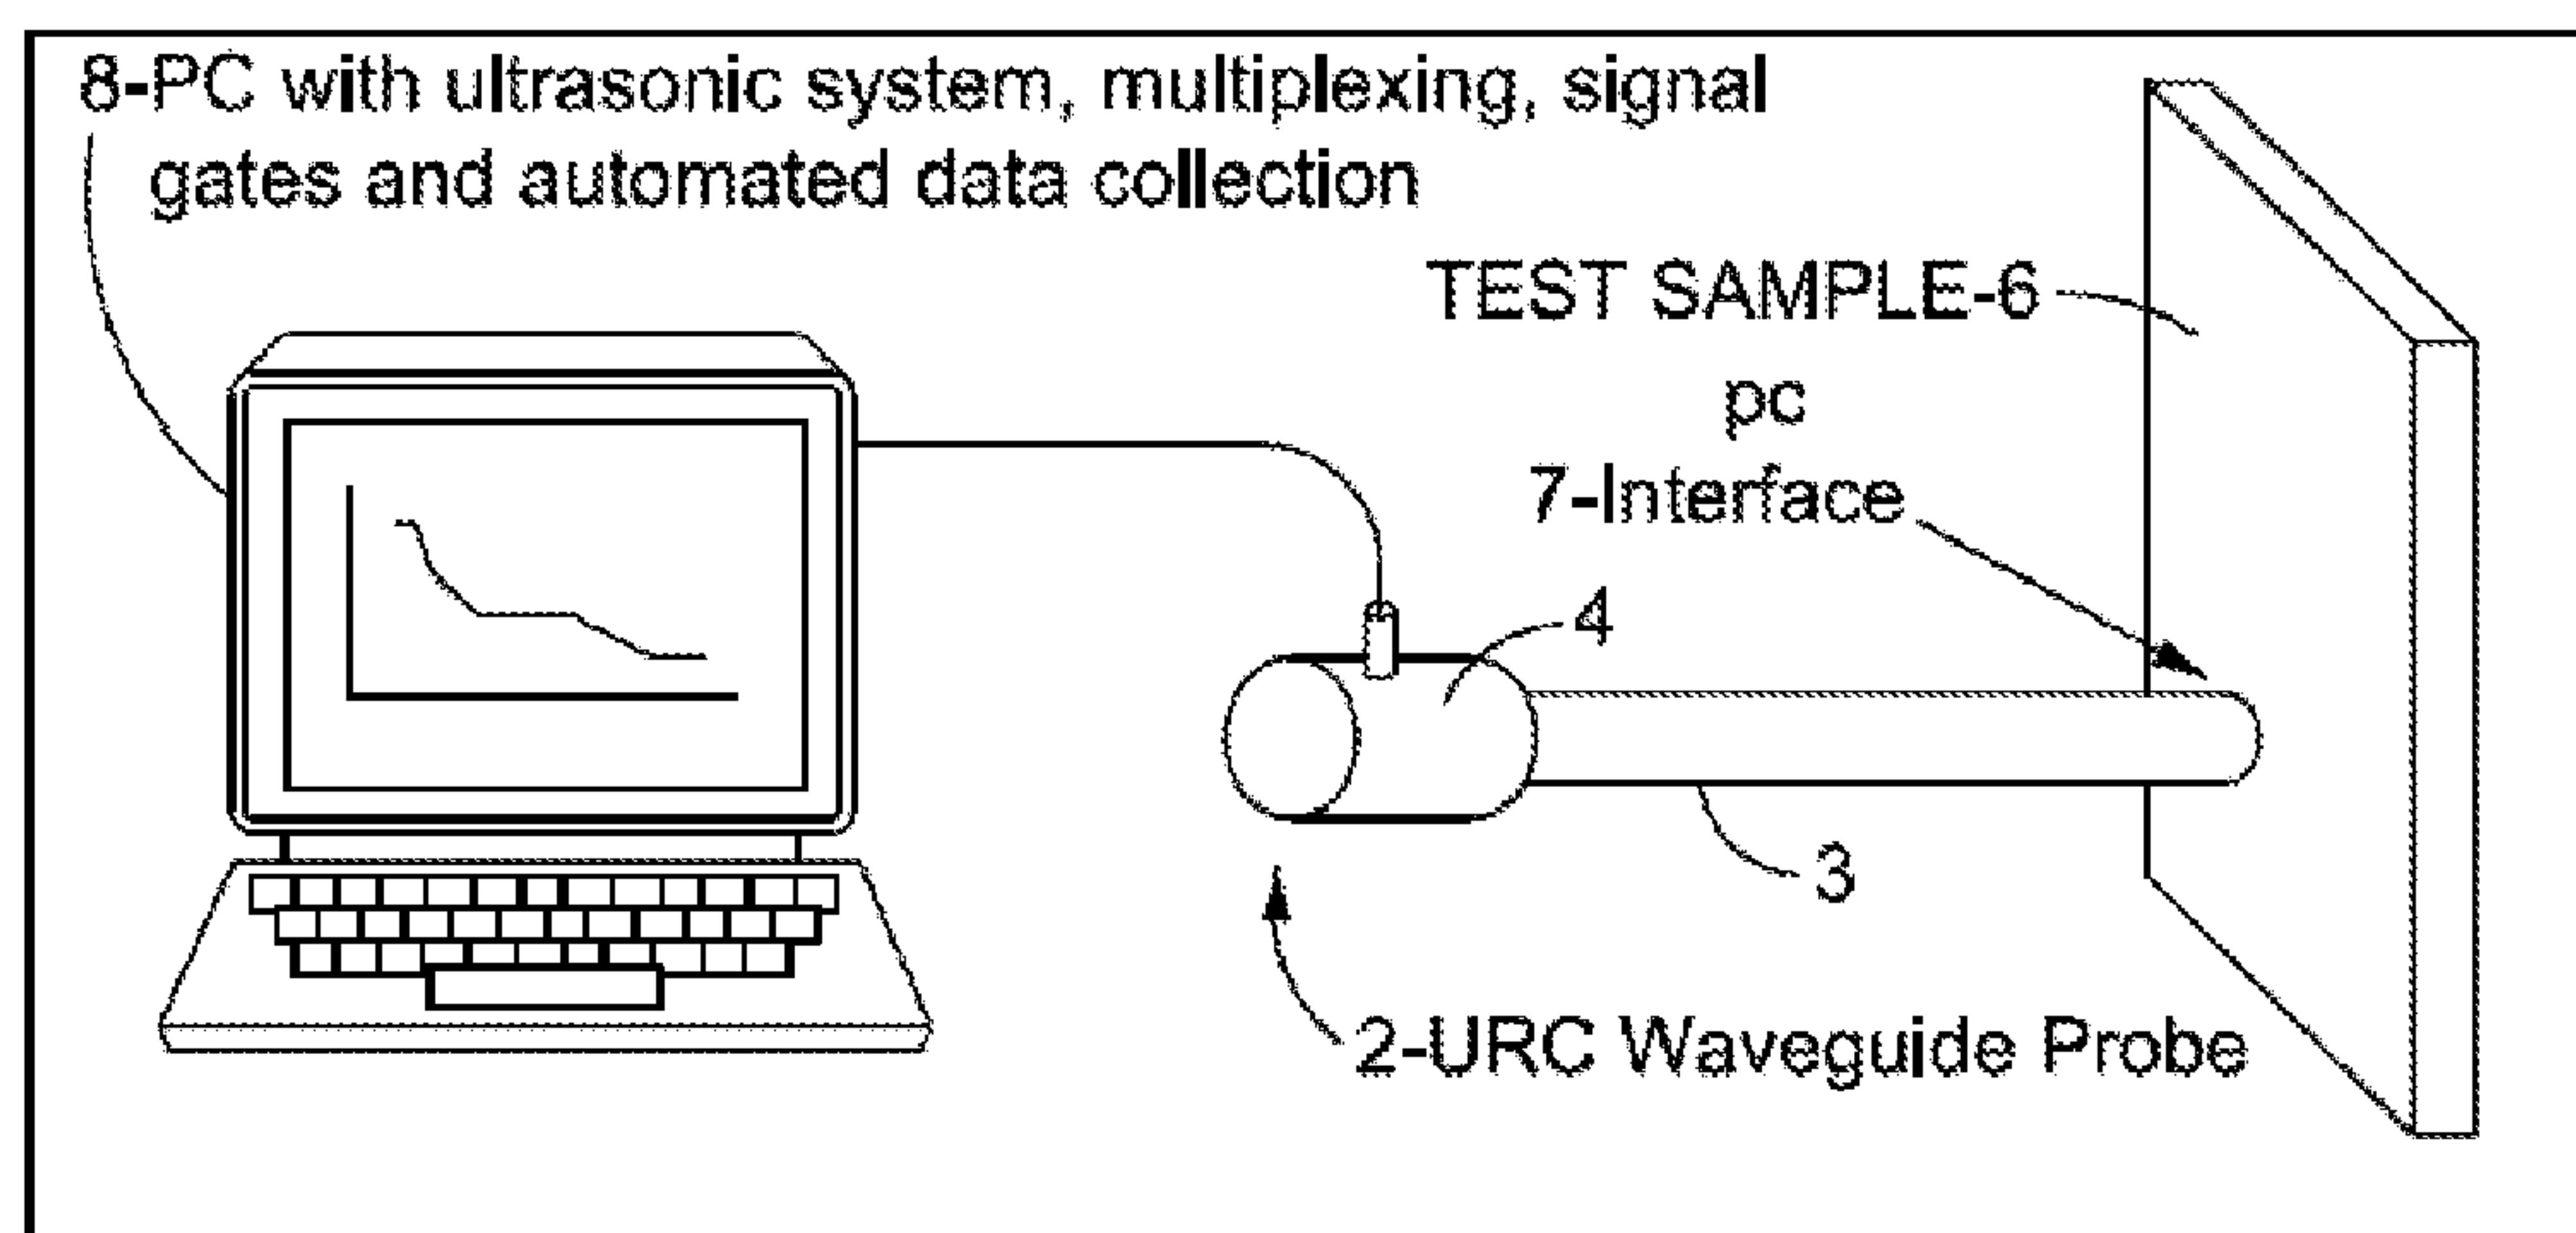 8-PC with ultrasonic system, multiplexing, signal
gates and automated data collection
TEST SAMPLE-6
pc
7-Interface
4
3
2-URC Waveguide Probe